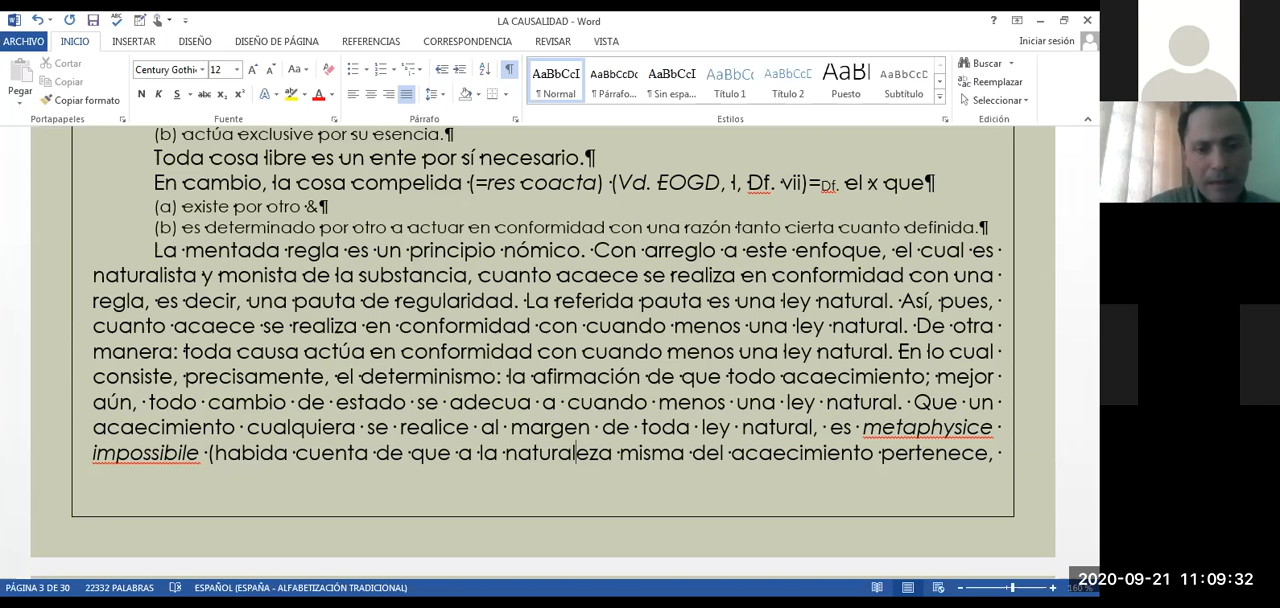 LA CAUSALIDAD - Word
Iniciar sesión
ARCHIVO INICIO INSERTAR DISEÑO DISEÑO DE PÁGINA REFERENCIAS CORRESPONDENCIA REVISAR VISTA
Pegar
Cortar
Copiar
Copiar formato
Portapapeles
Century Gothi 12
N K S abc x₂ x²
Fuente
Párrafo
AaBbCcI AaBbCcDc AaBbCcI AaBbCc AaBbCcC AaBl AaBbCcC
¶ Normal ¶ Párrafo... ¶ Sin espa... Título 1 Título 2 Puesto Subtítulo
Estilos
Buscar
Reemplazar
Seleccionar
Edición
(b) actúa exclusive por su esencia.¶
Toda cosa libre es un ente por sí necesario.¶
En cambio, la cosa compelida (=res coacta) (Vd. EOGD, I, Df. vii)=Df. el x que¶
(a) existe por otro &¶
(b) es determinado por otro a actuar en conformidad con una razón tanto cierta cuanto definida.¶
La mentada regla es un principio nómico. Con arreglo a este enfoque, el cual es
naturalista y monista de la substancia, cuanto acaece se realiza en conformidad con una
regla, es decir, una pauta de regularidad. La referida pauta es una ley natural. Así, pues,
cuanto acaece se realiza en conformidad con cuando menos una ley natural. De otra
manera: toda causa actúa en conformidad con cuando menos una ley natural. En lo cual
consiste, precisamente, el determinismo: la afirmación de que todo acaecimiento; mejor
aún, todo cambio de estado se adecua a cuando menos una ley natural. Que un
acaecimiento cualquiera se realice al margen de toda ley natural, es metaphysice
impossibile (habida cuenta de que a la naturaleza misma del acaecimiento pertenece,
PÁGINA 3 DE 30 22332 PALABRAS ESPAÑOL (ESPAÑA - ALFABETIZACIÓN TRADICIONAL) 160 %
2020-09-21 11:09:32